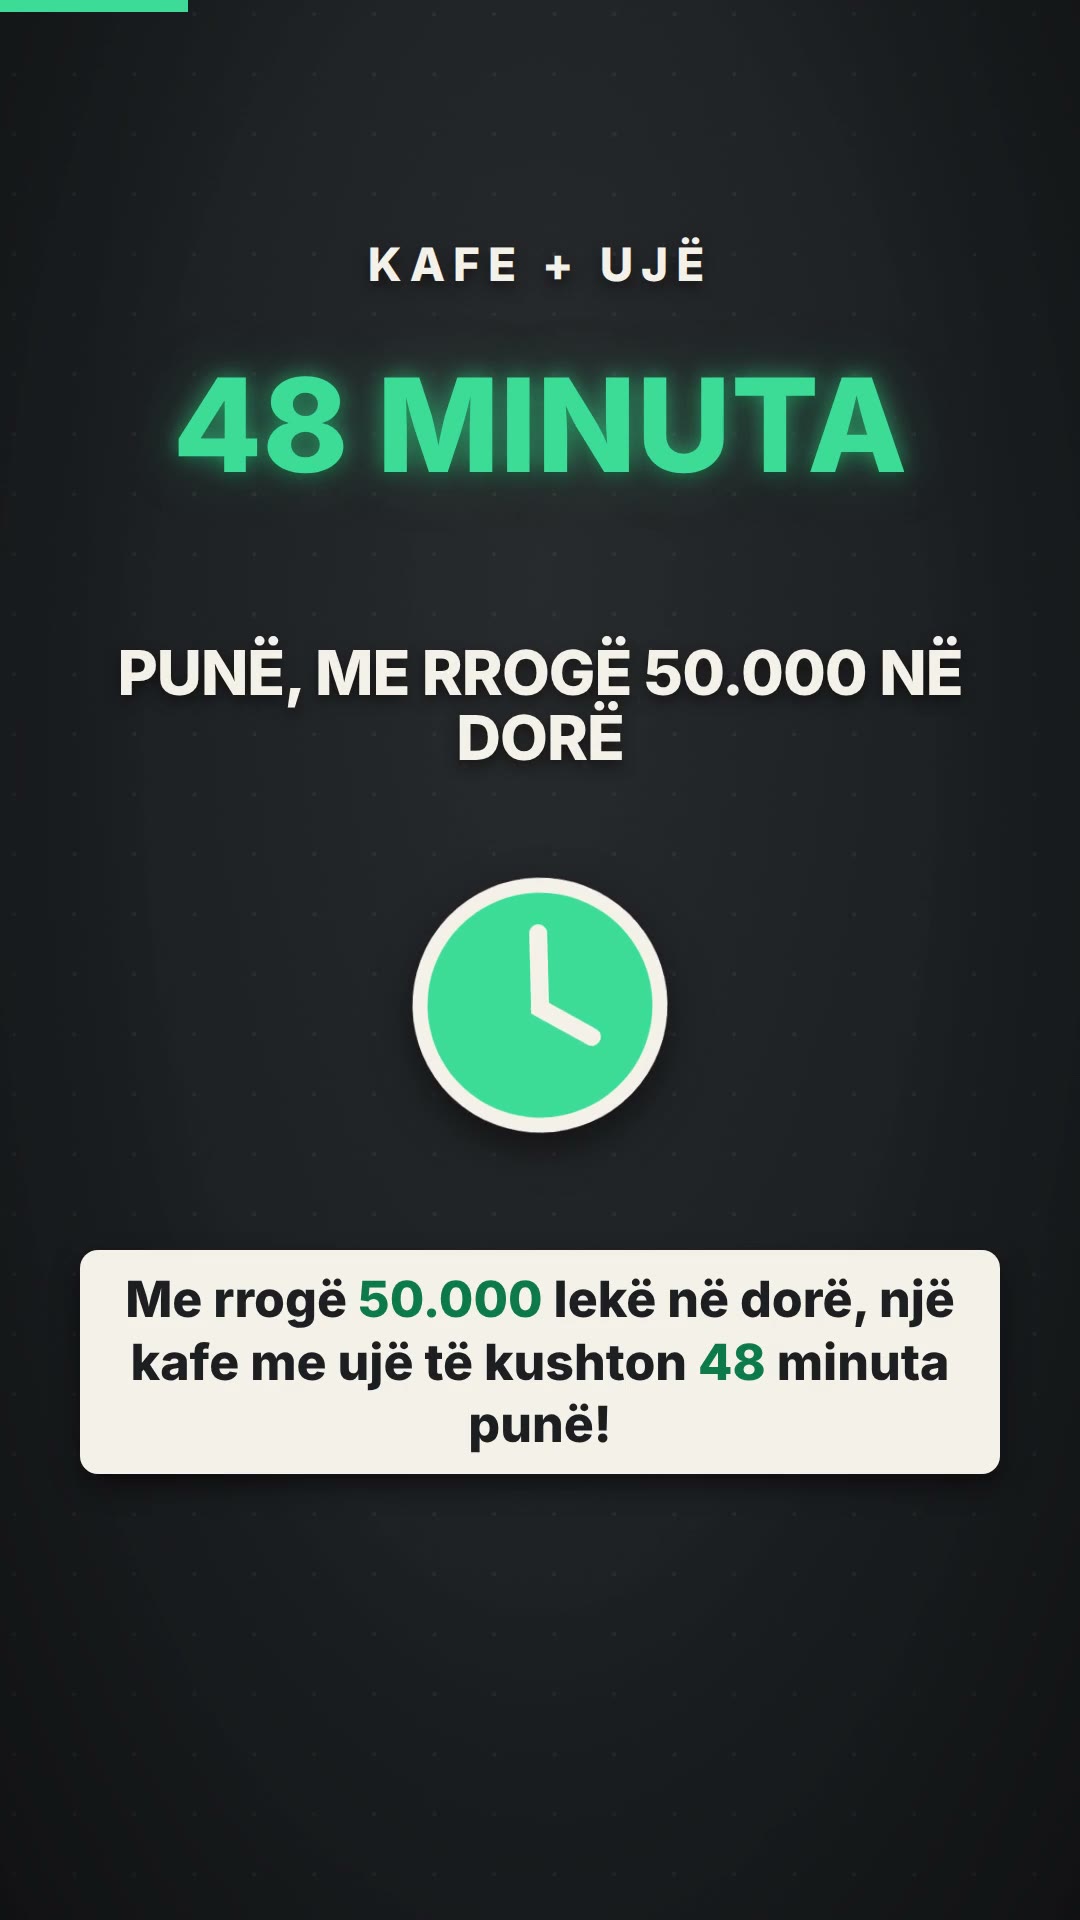 KAFE + UJË
48 MINUTA
PUNË, ME RROGË 50.000 NË
DORË
Me rrogë 50.000 lekë në dorë, një
kafe me ujë të kushton 48 minuta
punë!